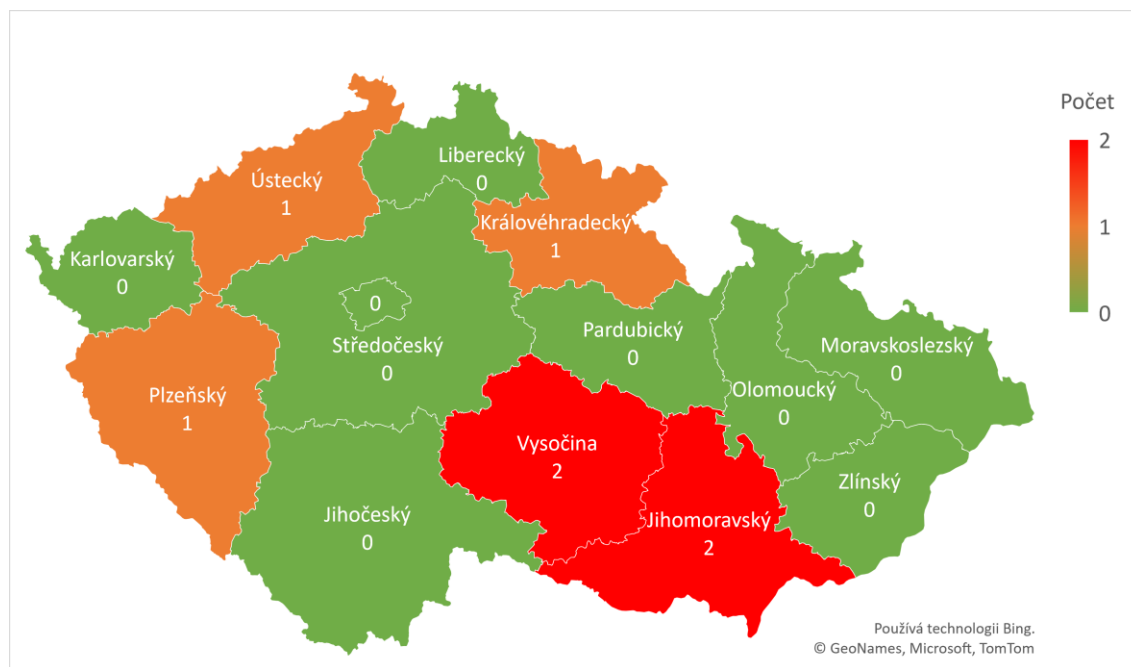 Počet
2
1
0
Liberecký
0
Ústecký
1
Královéhradecký
1
Karlovarský
0
0
Středočeský
0
Pardubický
0
Moravskoslezský
0
Olomoucký
0
Plzeňský
1
Vysočina
2
Zlínský
0
Jihočeský
0
Jihomoravský
2
Používá technologii Bing.
© GeoNames, Microsoft, TomTom